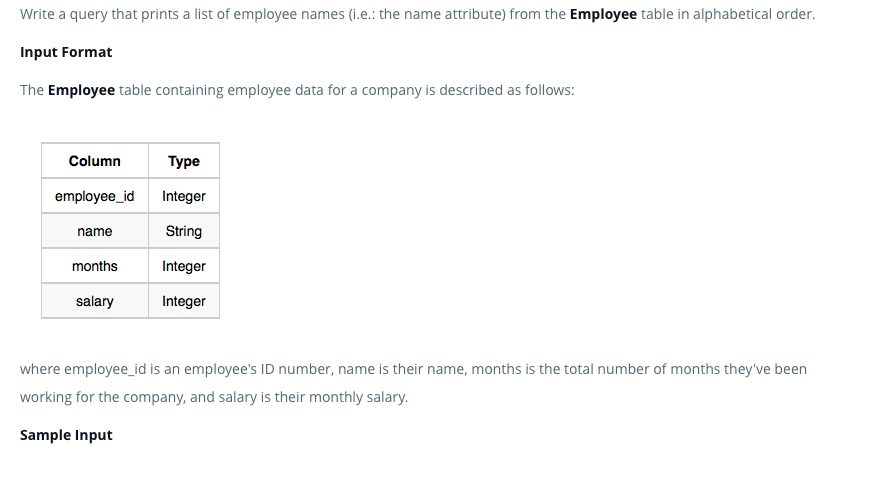 Write a query that prints a list of employee names (i.e.: the name attribute) from the Employee table in alphabetical order.
Input Format
The Employee table containing employee data for a company is described as follows:
Column Type
employee_id Integer
name String
months Integer
salary Integer
where employee_id is an employee's ID number, name is their name, months is the total number of months they've been
working for the company, and salary is their monthly salary.
Sample Input